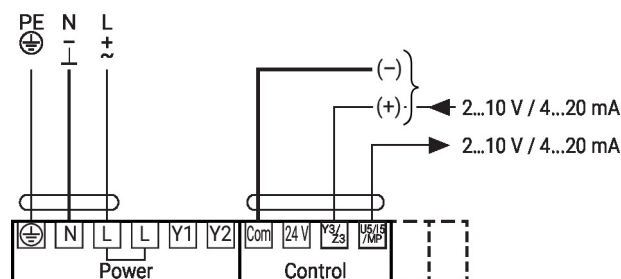 PE N L
– +
⊥ ~
(–)
(+) 2...10 V / 4...20 mA
2...10 V / 4...20 mA
N L L Y1 Y2 Com 24 V Y3/Z3 U5/I5/MP
Power Control